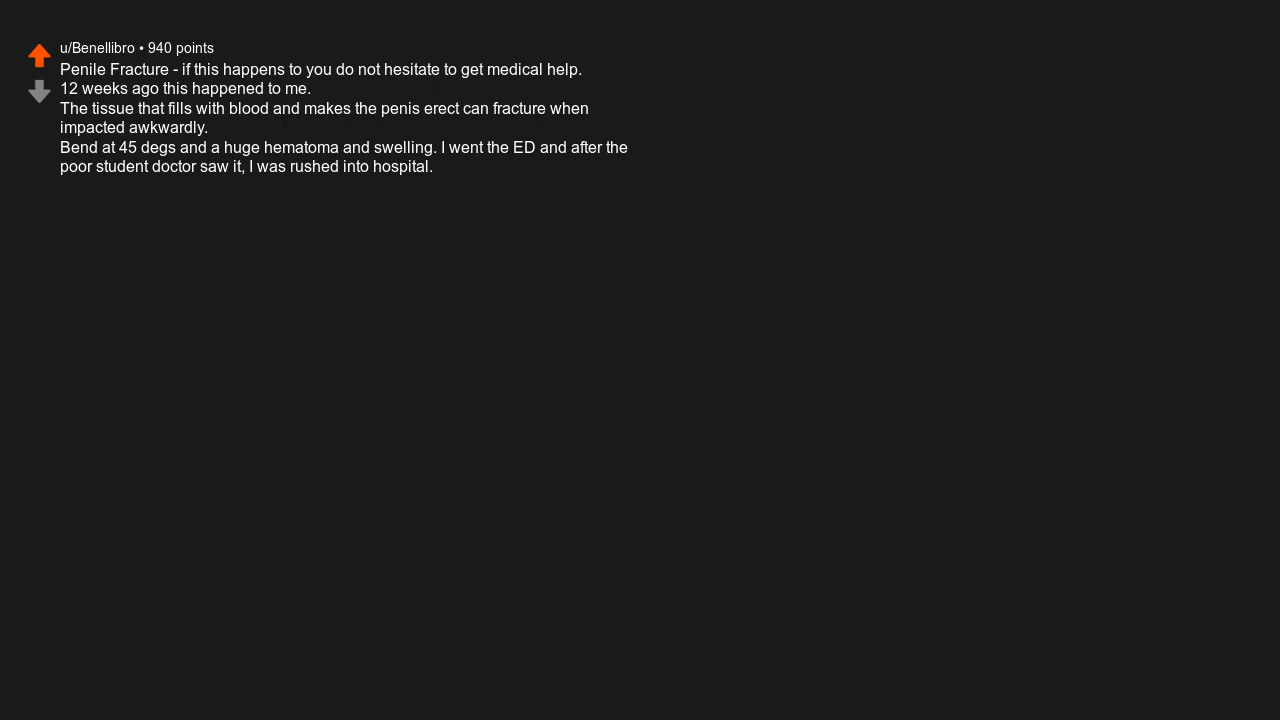 u/Benellibro • 940 points
Penile Fracture - if this happens to you do not hesitate to get medical help.
12 weeks ago this happened to me.
The tissue that fills with blood and makes the penis erect can fracture when
impacted awkwardly.
Bend at 45 degs and a huge hematoma and swelling. I went the ED and after the
poor student doctor saw it, I was rushed into hospital.